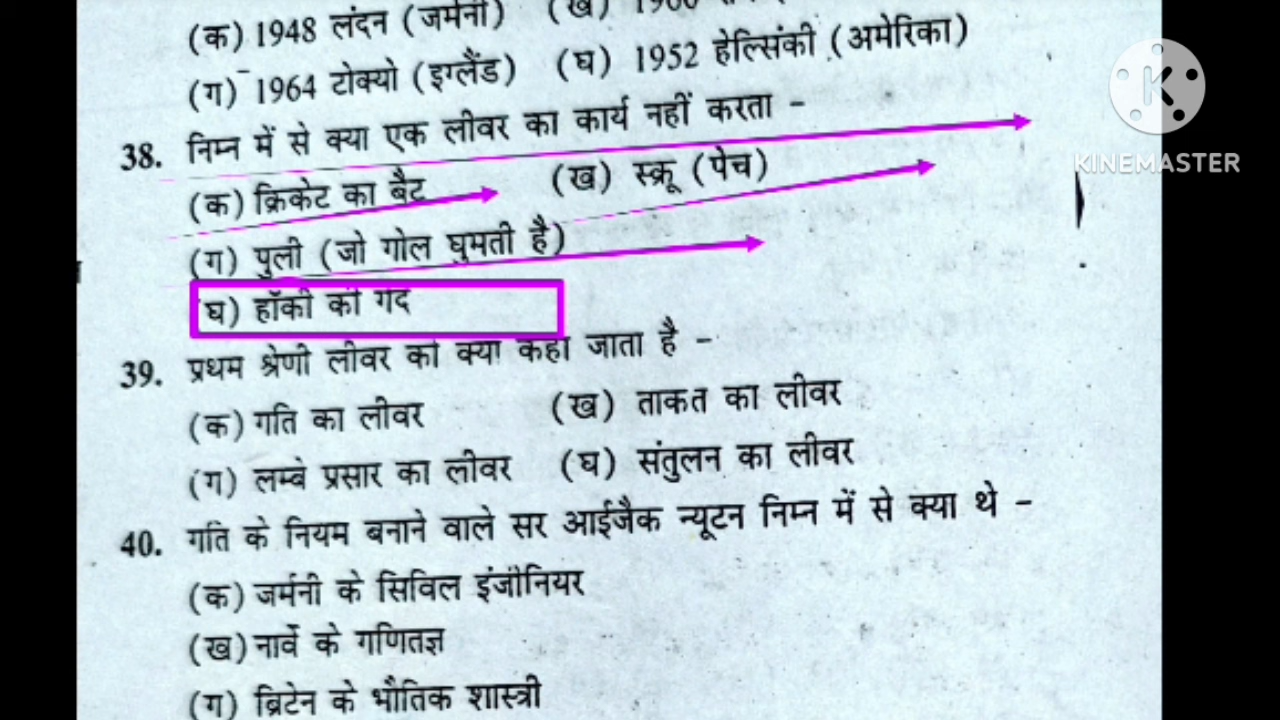 (क) 1948 लंदन (जर्मनी) (ख)
(ग) 1964 टोक्यो (इग्लैंड) (घ) 1952 हेल्सिंकी (अमेरिका)
38. निम्न में से क्या एक लीवर का कार्य नहीं करता -
(क) क्रिकेट का बैट (ख) स्क्रू (पेच)
(ग) पुली (जो गोल घुमती है)
घ) हॉकी की गेंद
39. प्रथम श्रेणी लीवर को क्या कहा जाता है -
(क) गति का लीवर (ख) ताकत का लीवर
(ग) लम्बे प्रसार का लीवर (घ) संतुलन का लीवर
40. गति के नियम बनाने वाले सर आईजैक न्यूटन निम्न में से क्या थे -
(क) जर्मनी के सिविल इंजीनियर
(ख) नार्वे के गणितज्ञ
(ग) ब्रिटेन के भौतिक शास्त्री
K
KINEMASTER